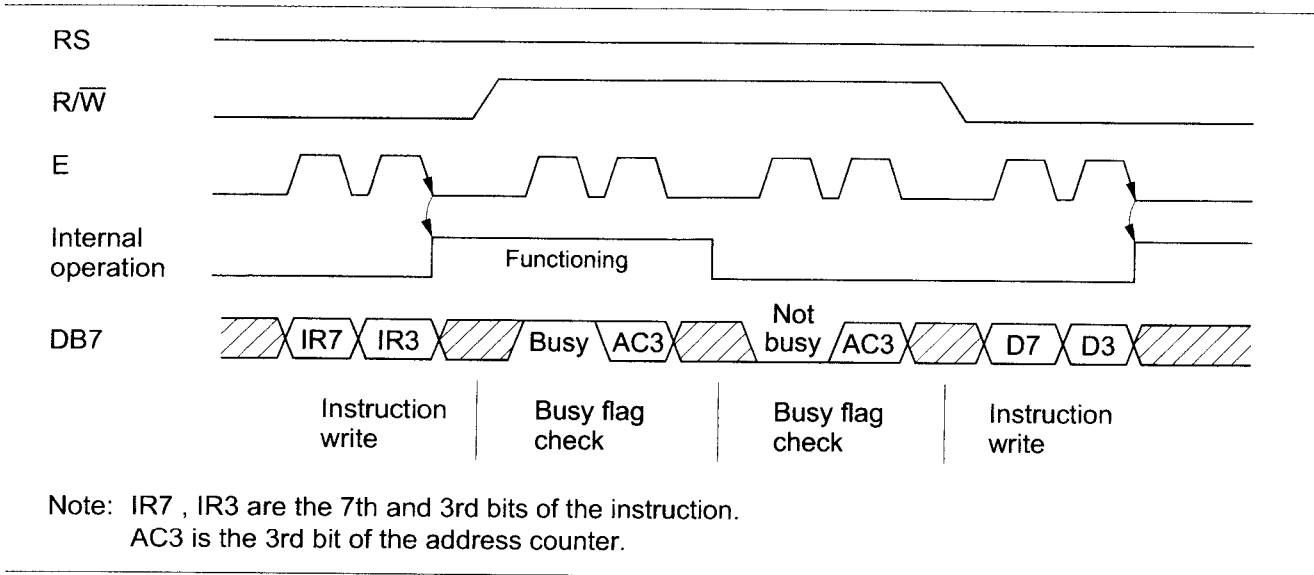 RS
R/W̅
E
Internal
operation
Functioning
DB7
IR7 IR3 Busy AC3 Not busy AC3 D7 D3
Instruction
write
Busy flag
check
Busy flag
check
Instruction
write
Note: IR7 , IR3 are the 7th and 3rd bits of the instruction.
AC3 is the 3rd bit of the address counter.